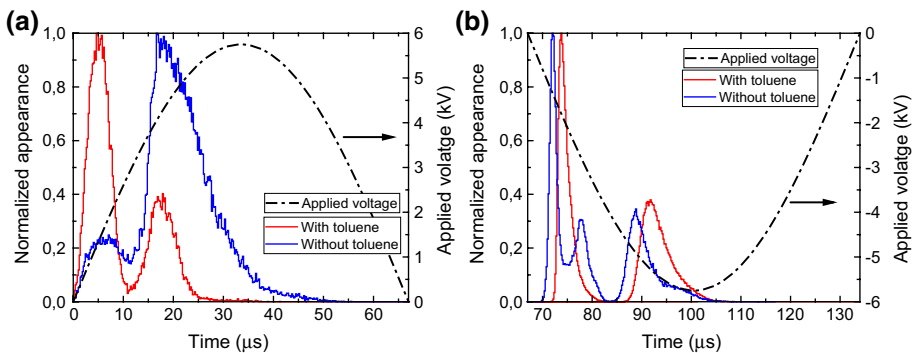 (a)
1,0
0,8
0,6
0,4
0,2
0,0
Normalized appearance
0 10 20 30 40 50 60
Time (μs)
6
5
4
3
2
1
0
Applied volatge (kV)
Applied voltage
With toluene
Without toluene
(b)
1,0
0,8
0,6
0,4
0,2
0,0
Normalized appearance
70 80 90 100 110 120 130
Time (μs)
0
-1
-2
-3
-4
-5
-6
Applied volatge (kV)
Applied voltage
With toluene
Without toluene